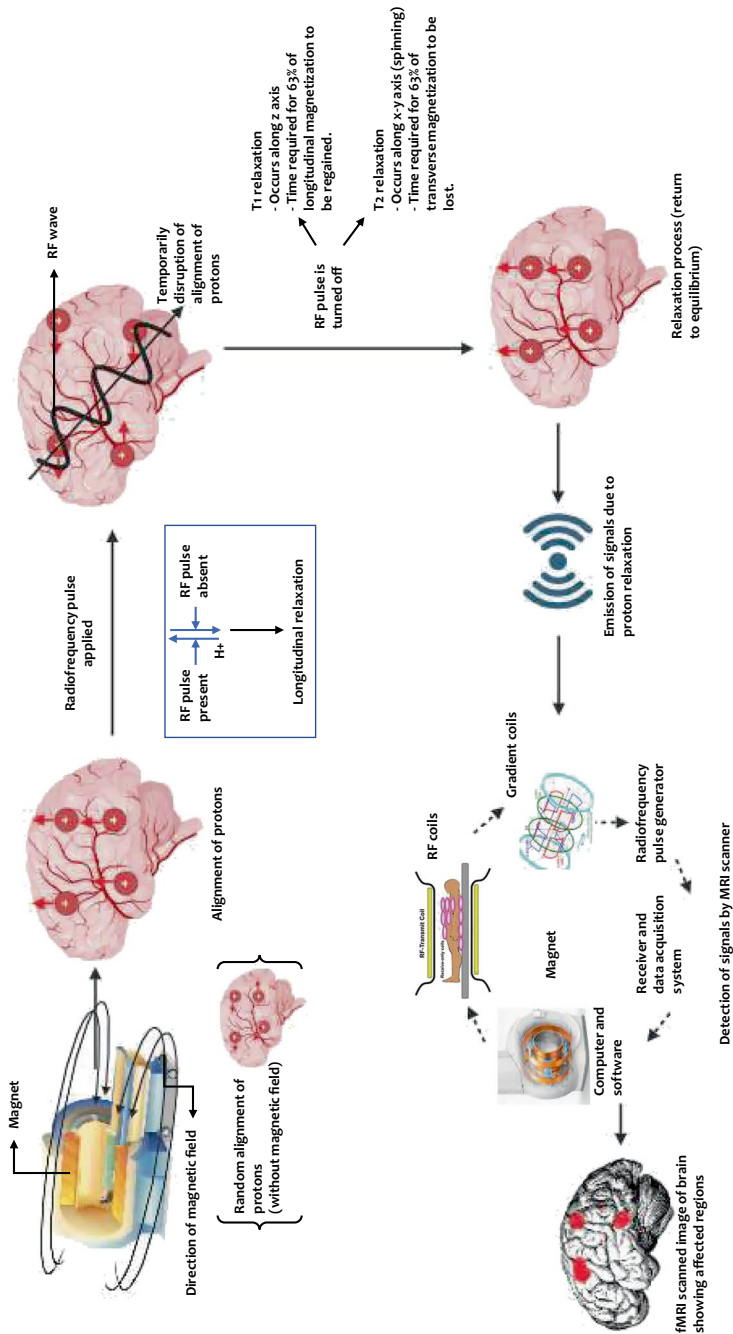 Magnet
Direction of magnetic field
Random alignment of
protons
(without magnetic field)
Alignment of protons
Radiofrequency pulse
applied
RF pulse
present
RF pulse
absent
H+
Longitudinal relaxation
RF wave
Temporarily
disruption of
alignment of
protons
RF pulse is
turned off
T1 relaxation
- Occurs along z axis
- Time required for 63% of
longitudinal magnetization to
be regained.
T2 relaxation
- Occurs along x-y axis (spinning)
- Time required for 63% of
transverse magnetization to be
lost.
Relaxation process (return
to equilibrium)
Emission of signals due to
proton relaxation
Gradient coils
RF coils
RF-Transmit Coil
Receive-only coils
Magnet
Radiofrequency
pulse generator
Receiver and
data acquisition
system
Computer and
software
Detection of signals by MRI scanner
fMRI scanned image of brain
showing affected regions